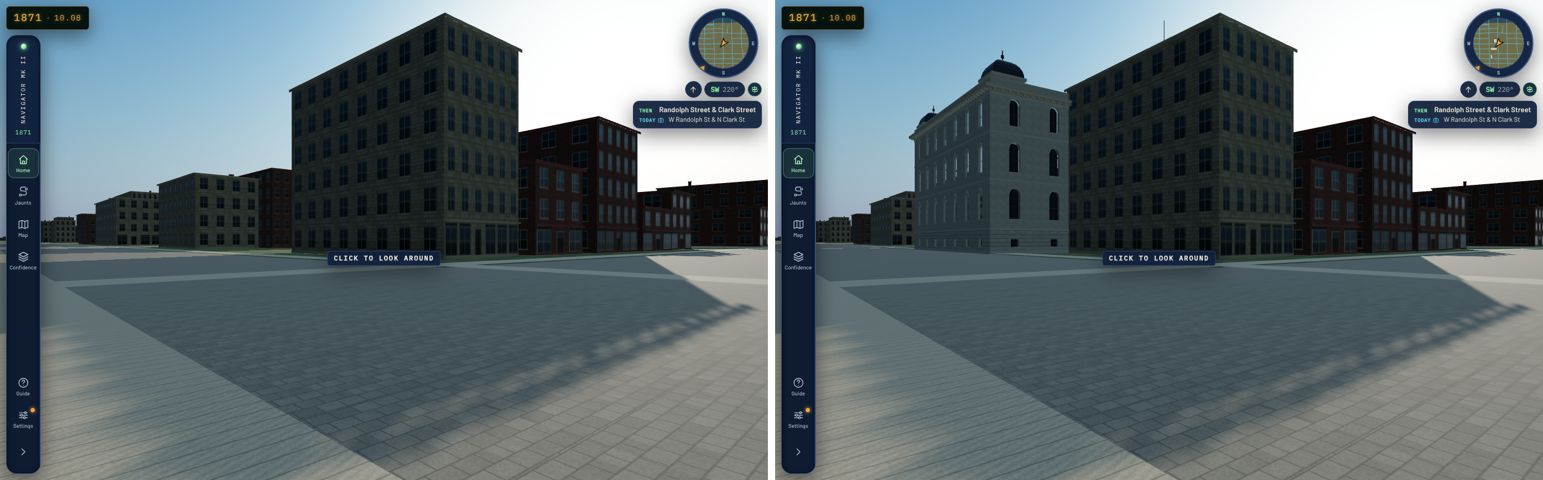 1871 · 10.08
NAVIGATOR MK II
1871
Home
Jaunts
Map
Confidence
Guide
Settings
N
W E
S
SW 220°
THEN Randolph Street & Clark Street
TODAY W Randolph St & N Clark St
CLICK TO LOOK AROUND
1871 · 10.08
NAVIGATOR MK II
1871
Home
Jaunts
Map
Confidence
Guide
Settings
N
W E
S
SW 220°
THEN Randolph Street & Clark Street
TODAY W Randolph St & N Clark St
CLICK TO LOOK AROUND